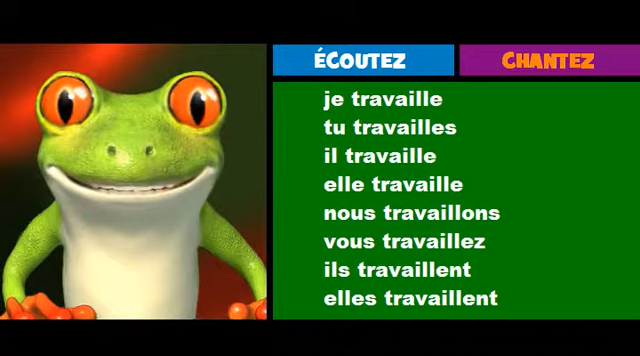 ÉCOUTEZ
CHANTEZ
je travaille
tu travailles
il travaille
elle travaille
nous travaillons
vous travaillez
ils travaillent
elles travaillent